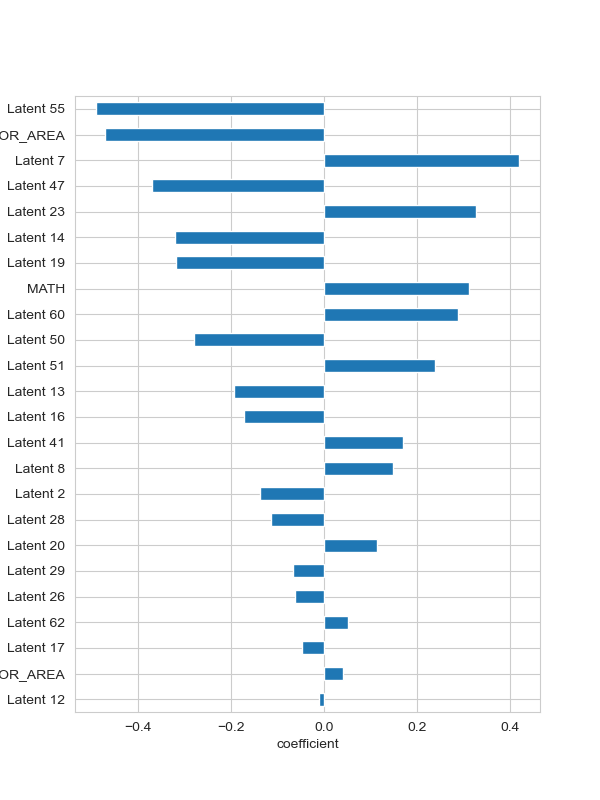 Latent 55
OR_AREA
Latent 7
Latent 47
Latent 23
Latent 14
Latent 19
MATH
Latent 60
Latent 50
Latent 51
Latent 13
Latent 16
Latent 41
Latent 8
Latent 2
Latent 28
Latent 20
Latent 29
Latent 26
Latent 62
Latent 17
OR_AREA
Latent 12
−0.4 −0.2 0.0 0.2 0.4
coefficient